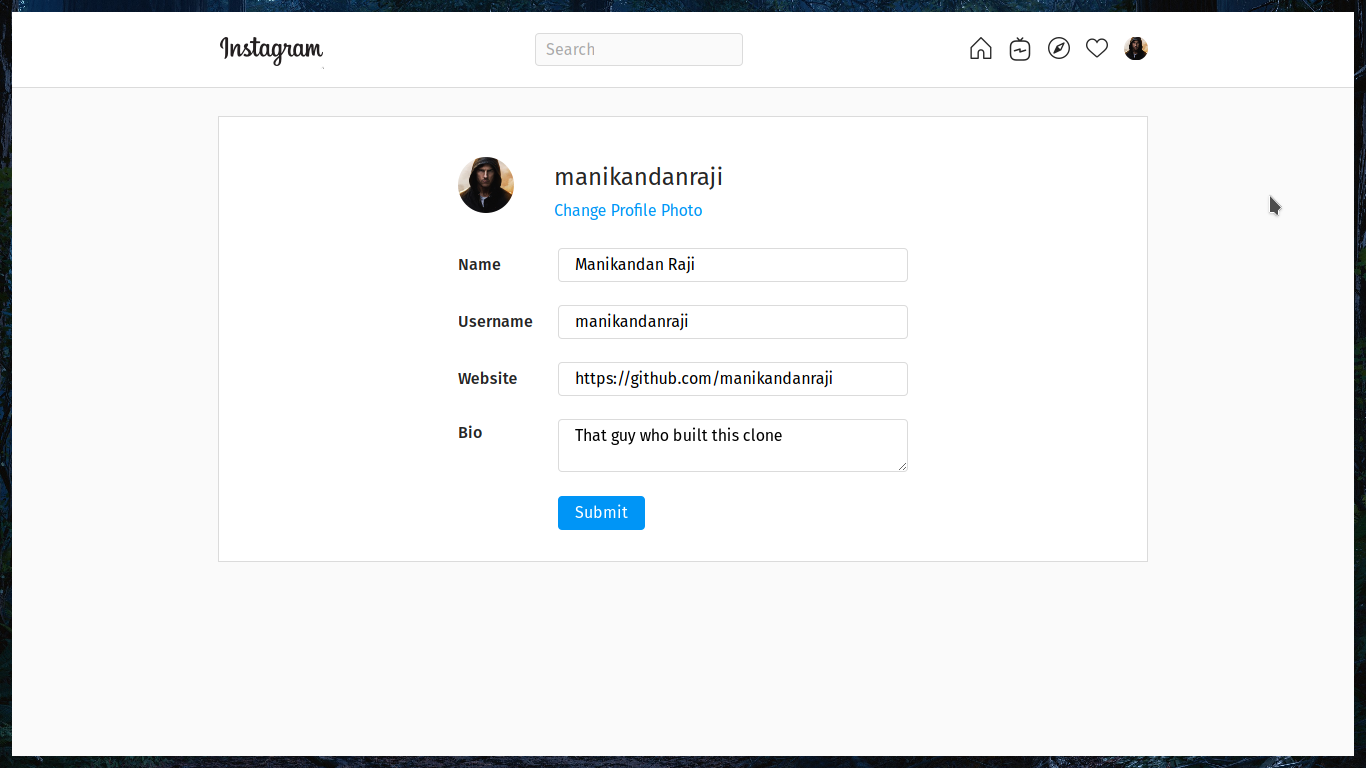 Instagram
Search
manikandanraji
Change Profile Photo
Name
Manikandan Raji
Username
manikandanraji
Website
https://github.com/manikandanraji
Bio
That guy who built this clone
Submit